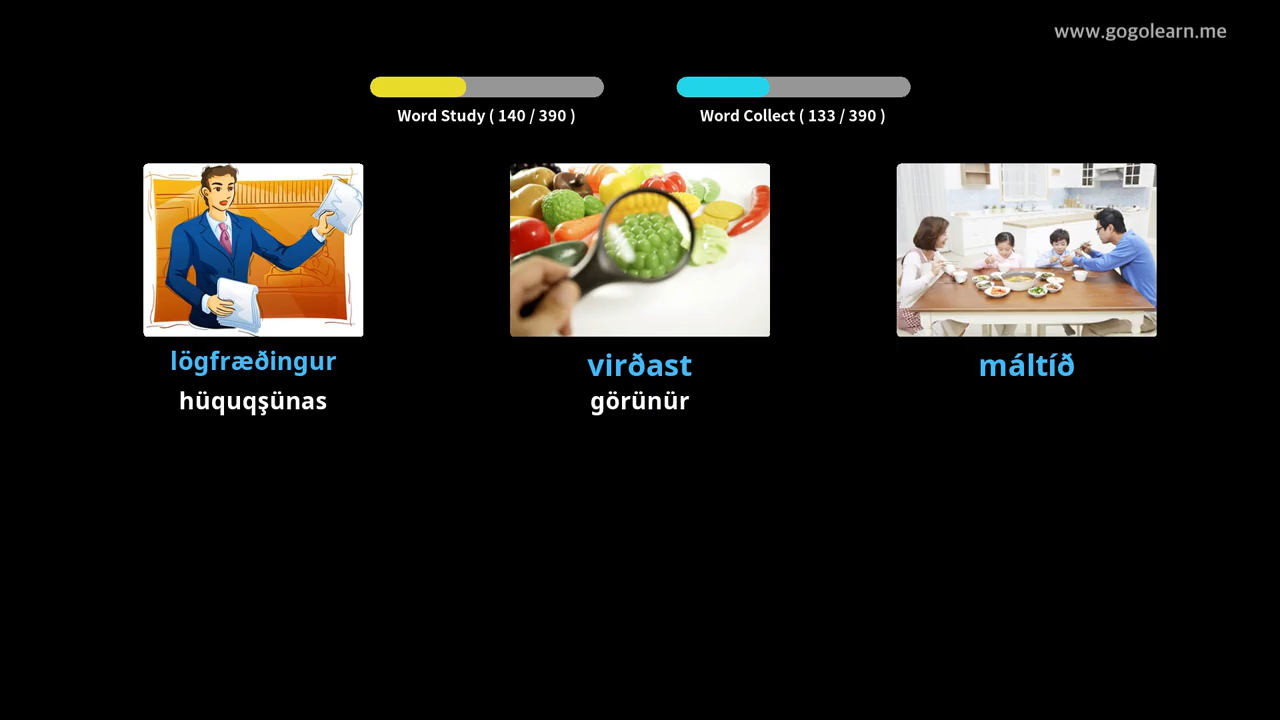 www.gogolearn.me
Word Study ( 140 / 390 )
Word Collect ( 133 / 390 )
lögfræðingur
hüquqşünas
virðast
görünür
máltíð